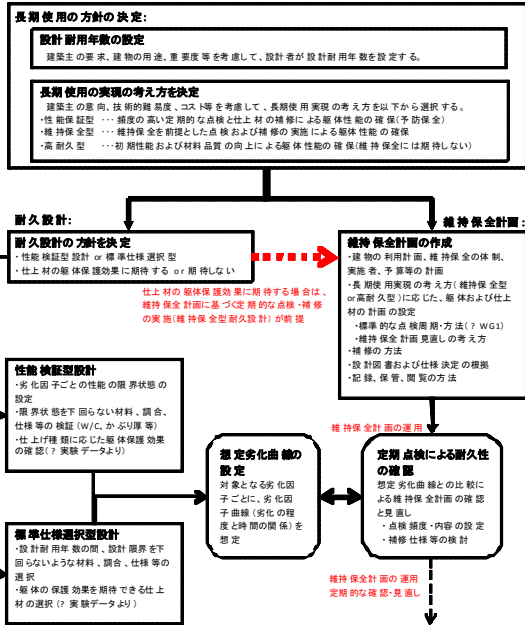 長期使用の方針の決定:
設計耐用年数の設定
建築主の要求、建物の用途、重要度等を考慮して、設計者が設計耐用年数を設定する。
長期使用の実現の考え方を決定
建築主の意向、技術的難易度、コスト等を考慮して、長期使用実現の考え方を以下から選択する。
・性能保証型 ・・・ 頻度の高い定期的な点検と仕上材の補修による躯体性能の確保(予防保全)
・維持保全型 ・・・維持保全を前提とした点検および補修の実施による躯体性能の確保
・高耐久型 ・・・初期性能および材料品質の向上による躯体性能の確保(維持保全には期待しない)
耐久設計:
耐久設計の方針を決定
・性能検証型設計 or 標準仕様選択型
・仕上材の躯体保護効果に期待する or 期待しない
仕上材の躯体保護効果に期待する場合は、
維持保全計画に基づく定期的な点検・補修
の実施(維持保全型耐久設計)が前提
維持保全計画:
維持保全計画の作成
・建物の利用計画、維持保全の体制、
実施者、予算等の計画
・長期使用実現の考え方(維持保全型
or高耐久型)に応じた、躯体および仕上
材の計画の設定
・標準的な点検周期・方法(?WG1)
・維持保全計画見直しの考え方
・補修の方法
・設計図書および仕様決定の根拠
・記録、保管、閲覧の方法
性能検証型設計
・劣化因子ごとの性能の限界状態の
設定
・限界状態を下回らない材料、調合、
仕様等の検証(W/C、かぶり厚等)
・仕上げ種類に応じた躯体保護効果
の確認(?実験データより)
標準仕様選択型設計
・設計耐用年数の間、設計限界を下
回らないような材料、調合、仕様等の
選択
・躯体の保護効果を期待できる仕上
材の選択(?実験データより)
想定劣化曲線の
設定
対象となる劣化因
子ごとに、劣化因
子曲線(劣化の程
度と時間の関係)を
想定
維持保全計画の運用
定期点検による耐久性
の確認
想定劣化曲線との比較に
よる維持保全計画の確認
と見直し
・点検頻度・内容の設定
・補修仕様等の検討
維持保全計画の運用
定期的な確認・見直し